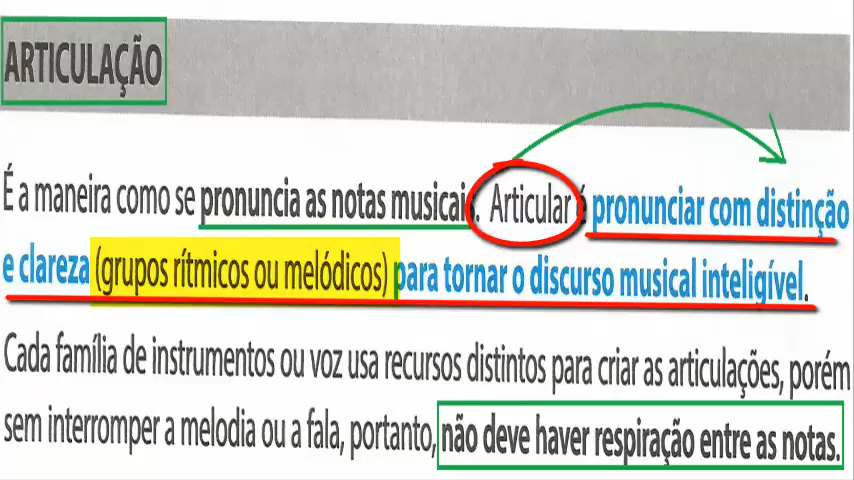 ARTICULAÇÃO
É a maneira como se pronuncia as notas musicais. Articular é pronunciar com distinção
e clareza (grupos rítmicos ou melódicos) para tornar o discurso musical inteligível.
Cada família de instrumentos ou voz usa recursos distintos para criar as articulações, porém
sem interromper a melodia ou a fala, portanto, não deve haver respiração entre as notas.